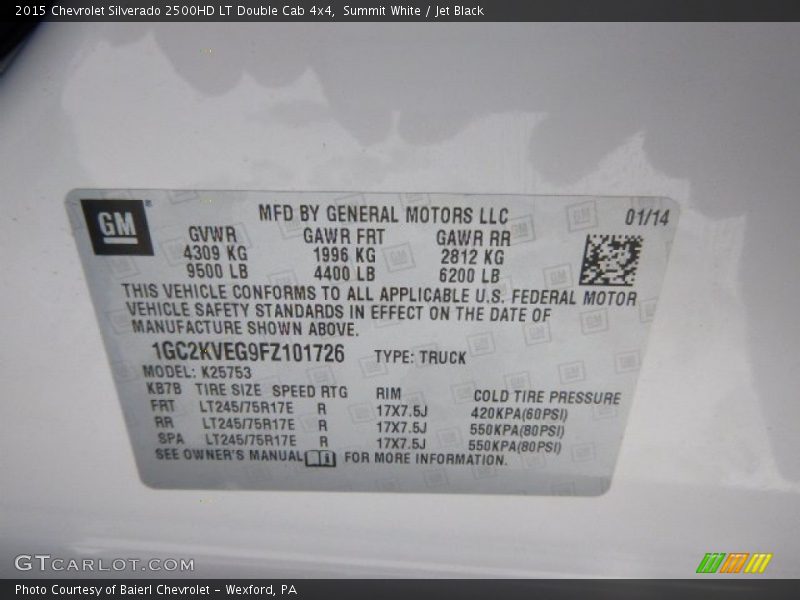 2015 Chevrolet Silverado 2500HD LT Double Cab 4x4, Summit White / Jet Black
GM ®
MFD BY GENERAL MOTORS LLC 01/14
GVWR GAWR FRT GAWR RR
4309 KG 1996 KG 2812 KG
9500 LB 4400 LB 6200 LB
THIS VEHICLE CONFORMS TO ALL APPLICABLE U.S. FEDERAL MOTOR
VEHICLE SAFETY STANDARDS IN EFFECT ON THE DATE OF
MANUFACTURE SHOWN ABOVE.
1GC2KVEG9FZ101726 TYPE: TRUCK
MODEL: K25753
KB7B TIRE SIZE SPEED RTG RIM COLD TIRE PRESSURE
FRT LT245/75R17E R 17X7.5J 420KPA(60PSI)
RR LT245/75R17E R 17X7.5J 550KPA(80PSI)
SPA LT245/75R17E R 17X7.5J 550KPA(80PSI)
SEE OWNER'S MANUAL FOR MORE INFORMATION.
GTCARLOT.COM
Photo Courtesy of Baierl Chevrolet - Wexford, PA